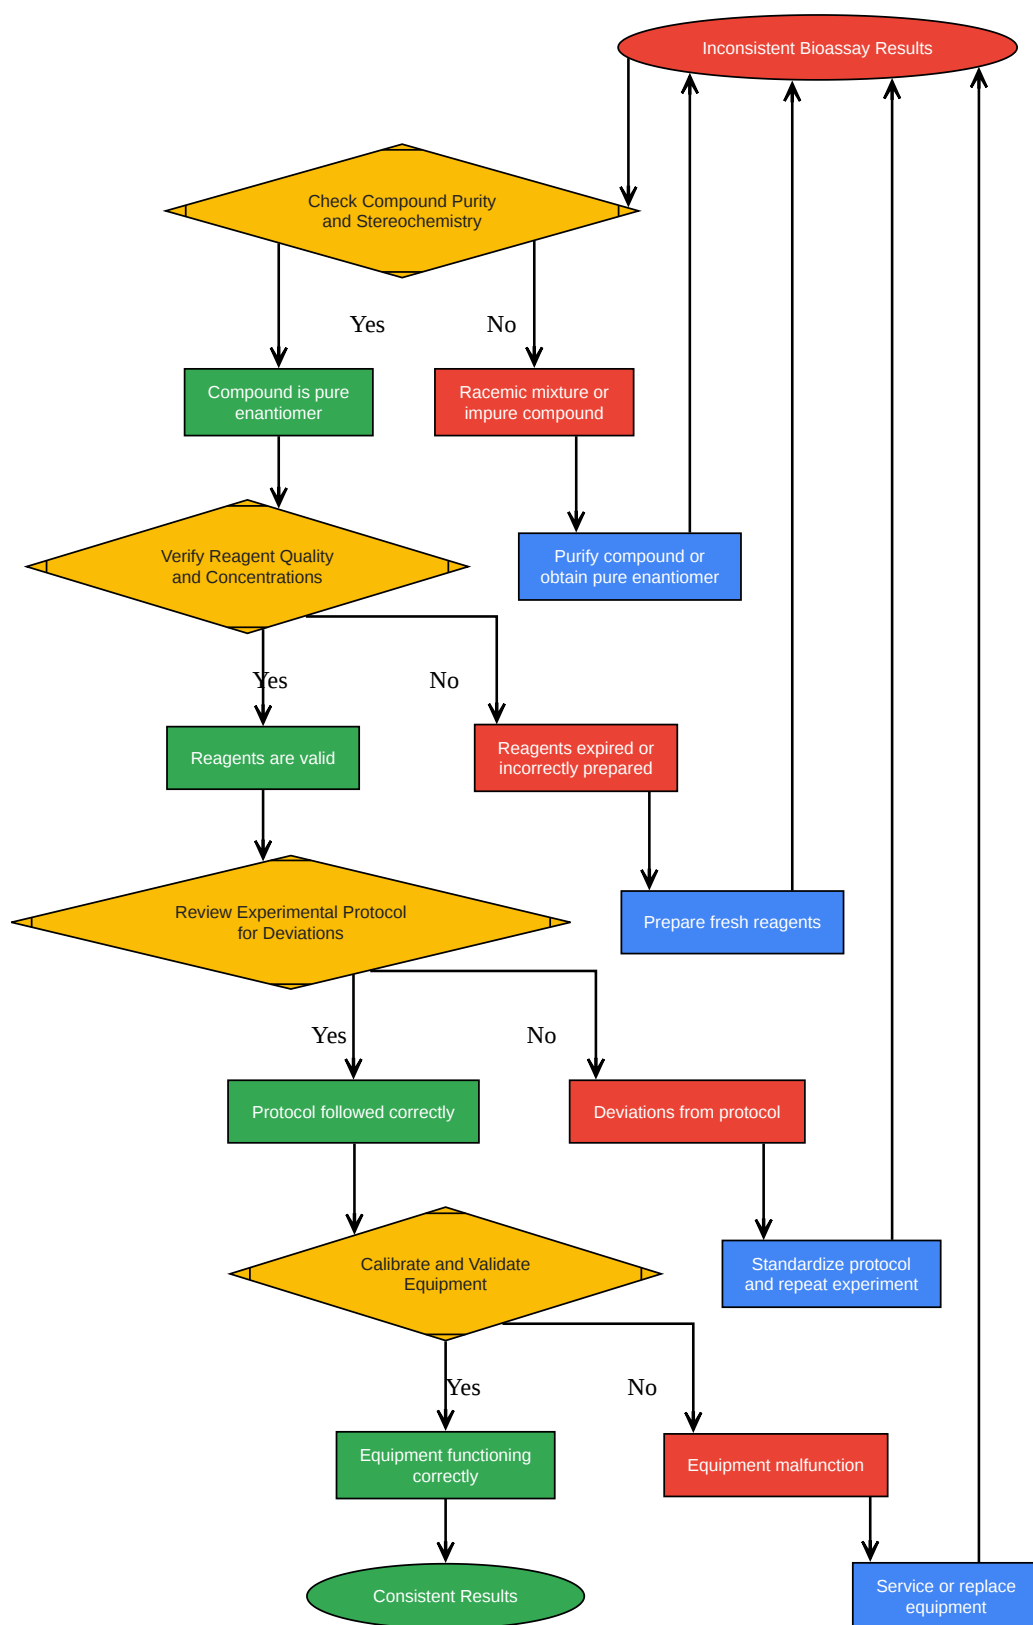 Inconsistent Bioassay Results
Check Compound Purity
and Stereochemistry
Yes
No
Compound is pure
enantiomer
Racemic mixture or
impure compound
Verify Reagent Quality
and Concentrations
Purify compound or
obtain pure enantiomer
Yes
No
Reagents are valid
Reagents expired or
incorrectly prepared
Review Experimental Protocol
for Deviations
Prepare fresh reagents
Yes
No
Protocol followed correctly
Deviations from protocol
Calibrate and Validate
Equipment
Standardize protocol
and repeat experiment
Yes
No
Equipment functioning
correctly
Equipment malfunction
Consistent Results
Service or replace
equipment